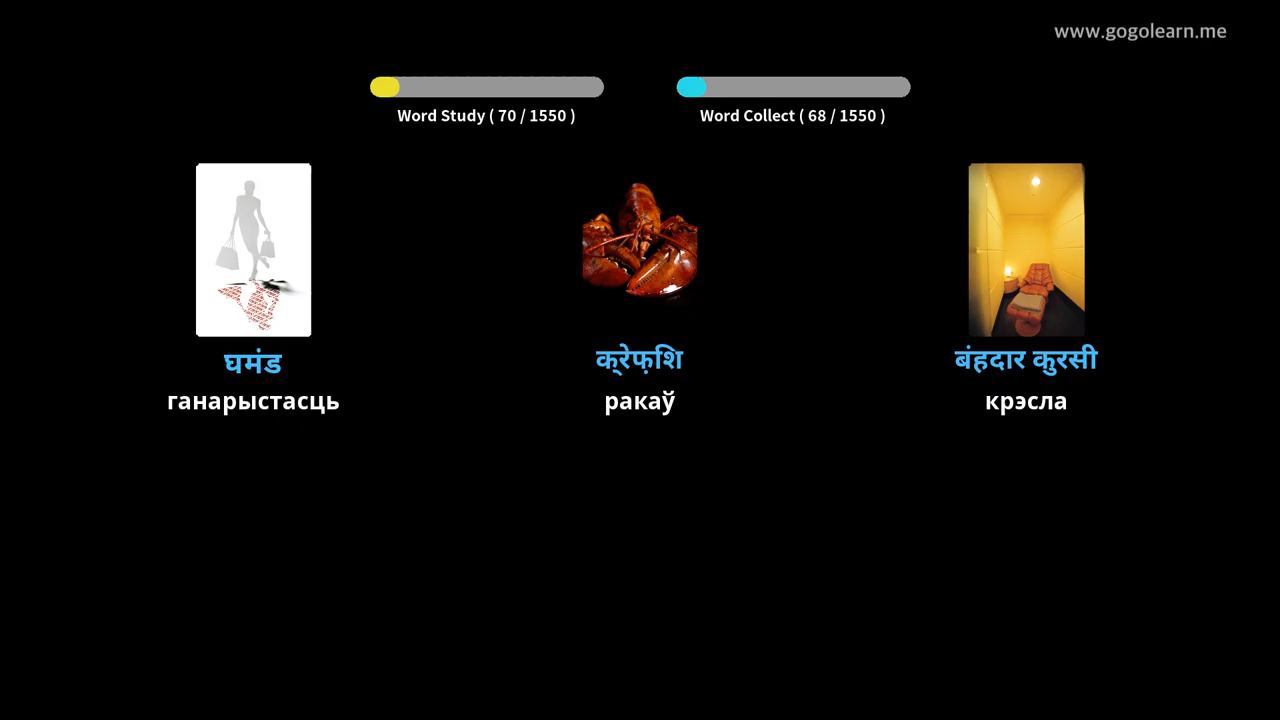 www.gogolearn.me
Word Study ( 70 / 1550 )
Word Collect ( 68 / 1550 )
घमंड
क्रेफ़शि
बंहदार कुरसी
ганарыстасць
ракаў
крэсла